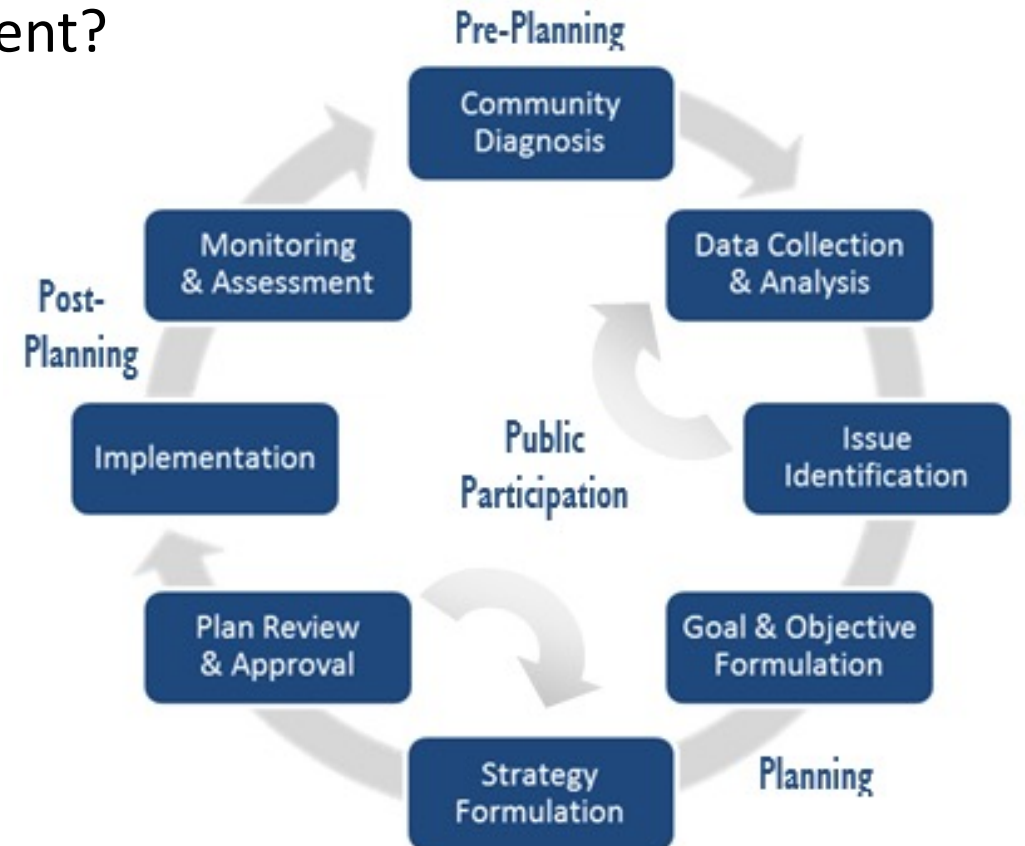 ent?
Pre-Planning
Community
Diagnosis
Data Collection
& Analysis
Issue
Identification
Goal & Objective
Formulation
Planning
Strategy
Formulation
Plan Review
& Approval
Implementation
Post-
Planning
Monitoring
& Assessment
Public
Participation